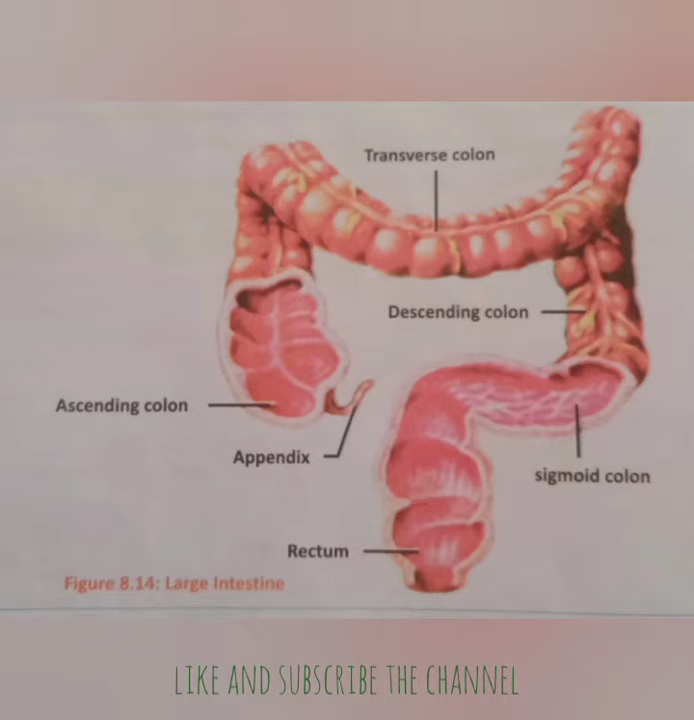 Transverse colon
Descending colon
Ascending colon
Appendix
sigmoid colon
Rectum
Figure 8.14: Large Intestine
LIKE AND SUBSCRIBE THE CHANNEL